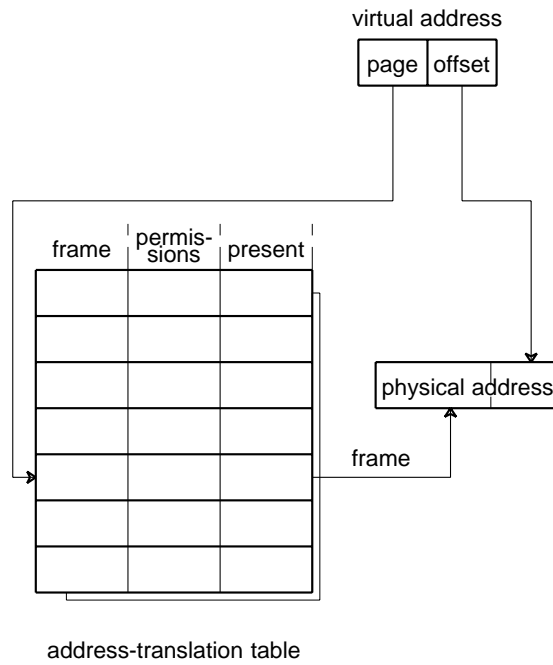 virtual address
page offset
frame permis-
sions present
physical address
frame
address-translation table